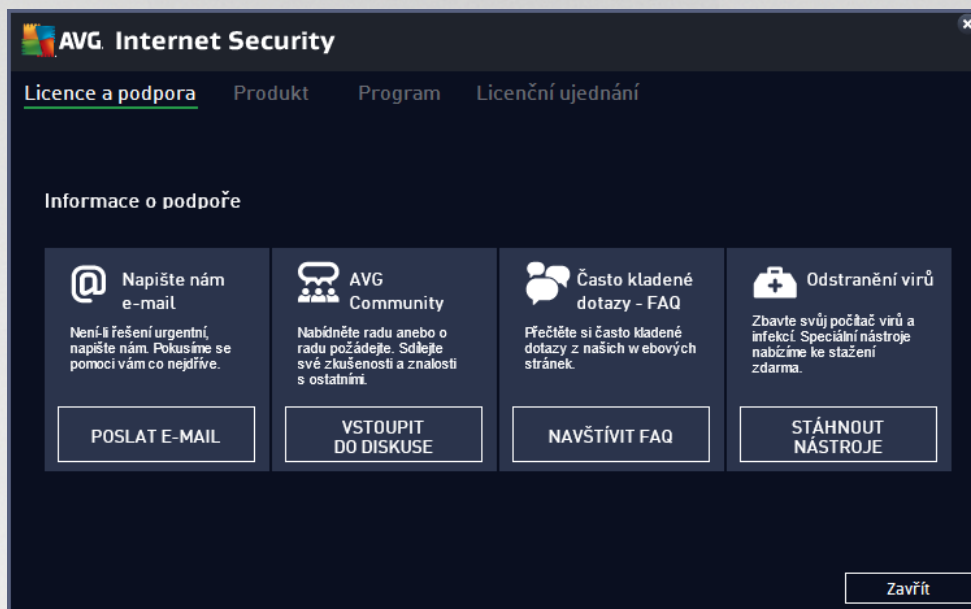 AVG. Internet Security
Licence a podpora Produkt Program Licenční ujednání
Informace o podpoře
Napište nám
e-mail
Není-li řešení urgentní,
napište nám. Pokusíme se
pomoci vám co nejdříve.
POSLAT E-MAIL
AVG
Community
Nabídněte radu anebo o
radu požádejte. Sdílejte
své zkušenosti a znalosti
s ostatními.
VSTOUPIT
DO DISKUSE
Často kladené
dotazy - FAQ
Přečtěte si často kladené
dotazy z našich webových
stránek.
NAVŠTÍVIT FAQ
Odstranění virů
Zbavte svůj počítač virů a
infekcí. Speciální nástroje
nabízíme ke stažení
zdarma.
STÁHNOUT
NÁSTROJE
Zavřít